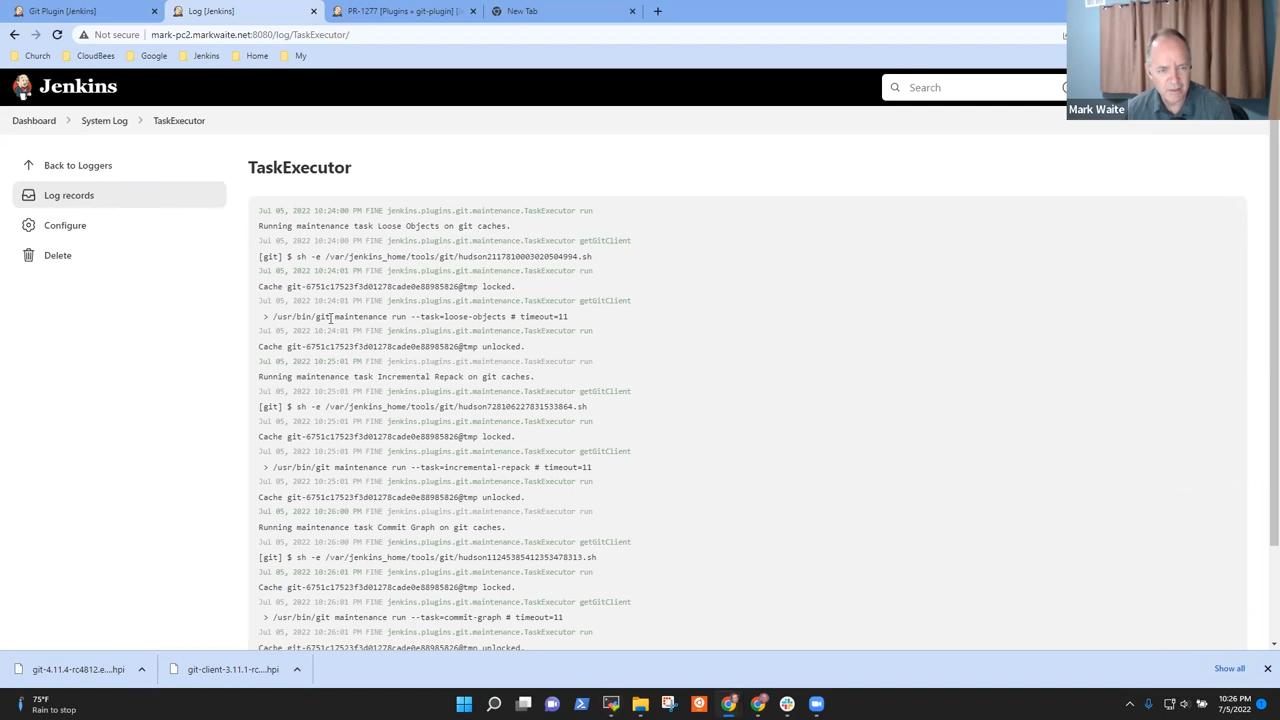 Git Plugin [Jenkins]
Log [Jenkins]
PR-1277 [Plugins » git-plugin] [
New Tab
Not secure
mark-pc2.markwaite.net:8080/log/TaskExecutor/
Church
CloudBees
Google
Jenkins
Home
My
Jenkins
Search
Mark Waite
Dashboard
System Log
TaskExecutor
Back to Loggers
Log records
Configure
Delete
TaskExecutor
Jul 05, 2022 10:24:00 PM FINE jenkins.plugins.git.maintenance.TaskExecutor run
Running maintenance task Loose Objects on git caches.
Jul 05, 2022 10:24:00 PM FINE jenkins.plugins.git.maintenance.TaskExecutor getGitClient
[git] $ sh -e /var/jenkins_home/tools/git/hudson2117810003020504994.sh
Jul 05, 2022 10:24:01 PM FINE jenkins.plugins.git.maintenance.TaskExecutor run
Cache git-6751c17523f3d01278cade0e88985826@tmp locked.
Jul 05, 2022 10:24:01 PM FINE jenkins.plugins.git.maintenance.TaskExecutor getGitClient
> /usr/bin/git maintenance run --task=loose-objects # timeout=11
Jul 05, 2022 10:24:01 PM FINE jenkins.plugins.git.maintenance.TaskExecutor run
Cache git-6751c17523f3d01278cade0e88985826@tmp unlocked.
Jul 05, 2022 10:25:01 PM FINE jenkins.plugins.git.maintenance.TaskExecutor run
Running maintenance task Incremental Repack on git caches.
Jul 05, 2022 10:25:01 PM FINE jenkins.plugins.git.maintenance.TaskExecutor getGitClient
[git] $ sh -e /var/jenkins_home/tools/git/hudson728106227831533864.sh
Jul 05, 2022 10:25:01 PM FINE jenkins.plugins.git.maintenance.TaskExecutor run
Cache git-6751c17523f3d01278cade0e88985826@tmp locked.
Jul 05, 2022 10:25:01 PM FINE jenkins.plugins.git.maintenance.TaskExecutor getGitClient
> /usr/bin/git maintenance run --task=incremental-repack # timeout=11
Jul 05, 2022 10:25:01 PM FINE jenkins.plugins.git.maintenance.TaskExecutor run
Cache git-6751c17523f3d01278cade0e88985826@tmp unlocked.
Jul 05, 2022 10:26:00 PM FINE jenkins.plugins.git.maintenance.TaskExecutor run
Running maintenance task Commit Graph on git caches.
Jul 05, 2022 10:26:00 PM FINE jenkins.plugins.git.maintenance.TaskExecutor getGitClient
[git] $ sh -e /var/jenkins_home/tools/git/hudson11245385412353478313.sh
Jul 05, 2022 10:26:01 PM FINE jenkins.plugins.git.maintenance.TaskExecutor run
Cache git-6751c17523f3d01278cade0e88985826@tmp locked.
Jul 05, 2022 10:26:01 PM FINE jenkins.plugins.git.maintenance.TaskExecutor getGitClient
> /usr/bin/git maintenance run --task=commit-graph # timeout=11
Jul 05, 2022 10:26:01 PM FINE jenkins.plugins.git.maintenance.TaskExecutor run
Cache git-6751c17523f3d01278cade0e88985826@tmp unlocked.
git-4.11.4-rc4812.e....hpi
git-client-3.11.1-rc....hpi
Show all
75°F
Rain to stop
10:26 PM
7/5/2022